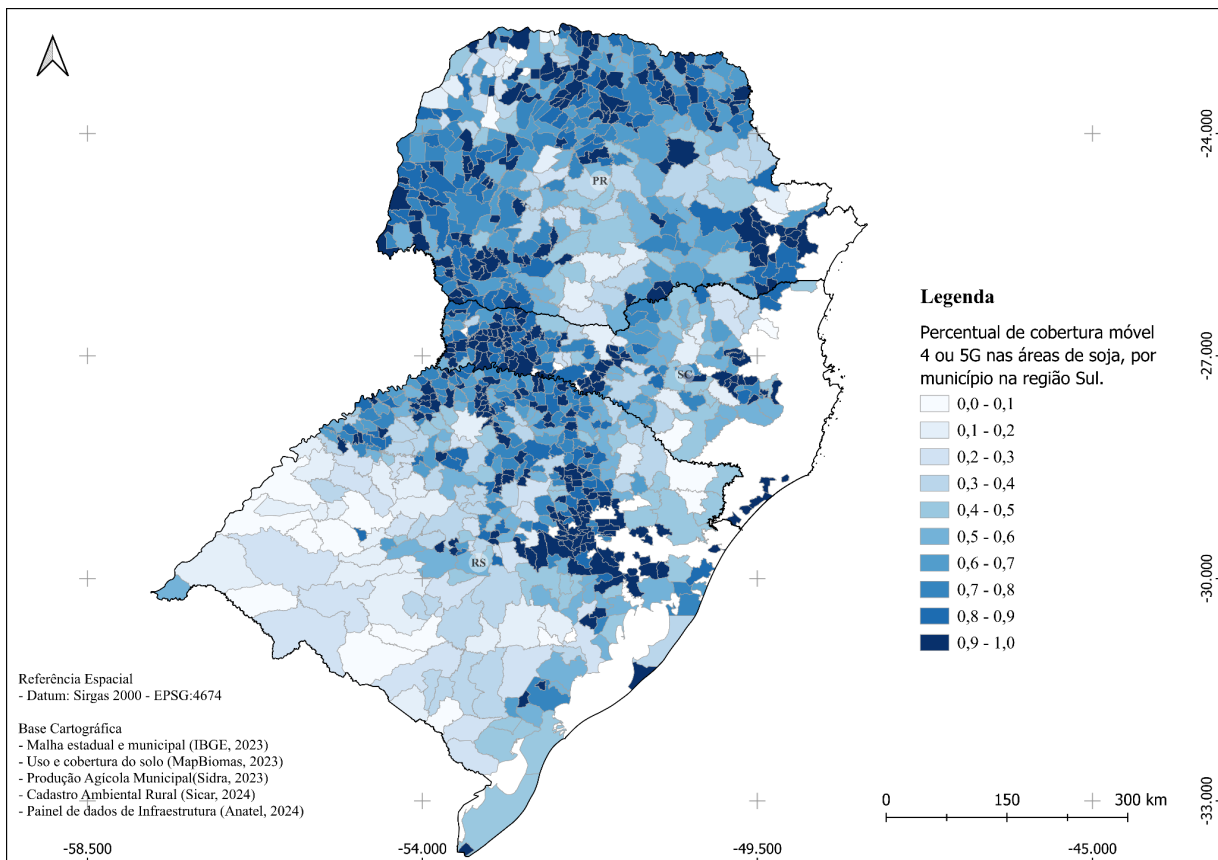 PR
SC
RS
Legenda
Percentual de cobertura móvel
4 ou 5G nas áreas de soja, por
município na região Sul.
0,0 - 0,1
0,1 - 0,2
0,2 - 0,3
0,3 - 0,4
0,4 - 0,5
0,5 - 0,6
0,6 - 0,7
0,7 - 0,8
0,8 - 0,9
0,9 - 1,0
Referência Espacial
- Datum: Sirgas 2000 - EPSG:4674
Base Cartográfica
- Malha estadual e municipal (IBGE, 2023)
- Uso e cobertura do solo (MapBiomas, 2023)
- Produção Agícola Municipal(Sidra, 2023)
- Cadastro Ambiental Rural (Sicar, 2024)
- Painel de dados de Infraestrutura (Anatel, 2024)
0 150 300 km
-24.000
-27.000
-30.000
-33.000
-58.500 -54.000 -49.500 -45.000